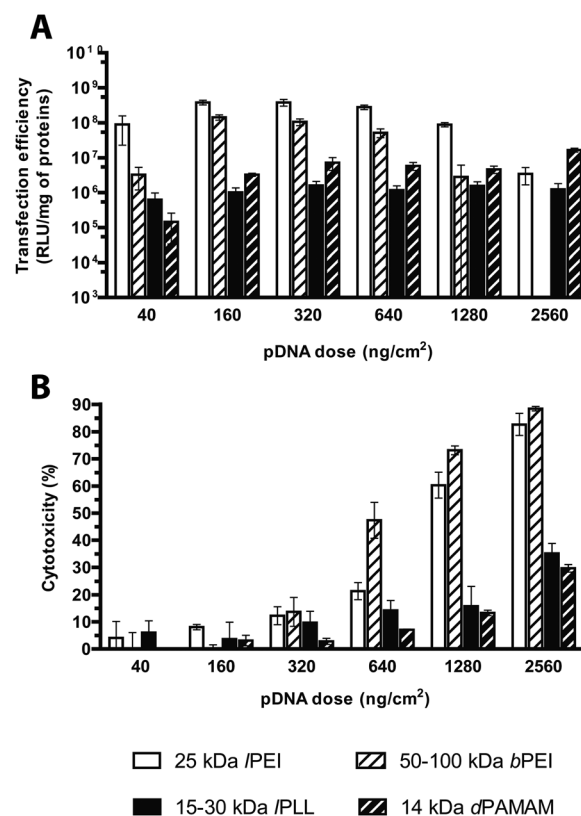 A
Transfection efficiency
(RLU/mg of proteins)
10¹⁰
10⁹
10⁸
10⁷
10⁶
10⁵
10⁴
10³
40 160 320 640 1280 2560
pDNA dose (ng/cm²)
B
Cytotoxicity (%)
90
80
70
60
50
40
30
20
10
0
40 160 320 640 1280 2560
pDNA dose (ng/cm²)
25 kDa lPEI 50-100 kDa bPEI
15-30 kDa lPLL 14 kDa dPAMAM